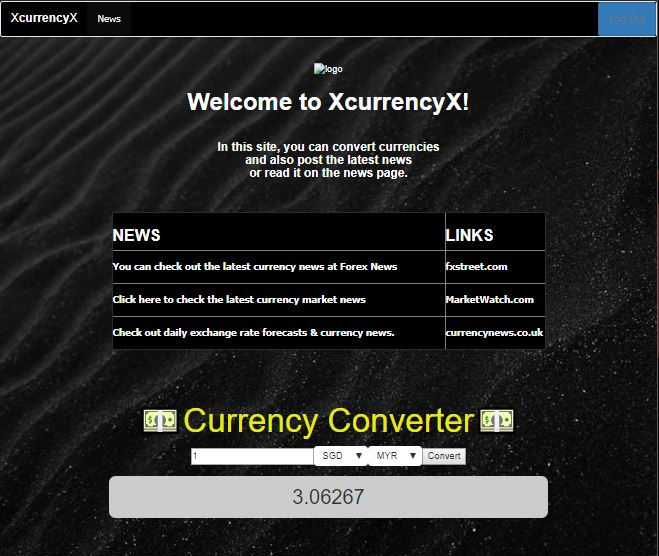 XcurrencyX News Log Out
logo
Welcome to XcurrencyX!
In this site, you can convert currencies
and also post the latest news
or read it on the news page.
NEWS LINKS
You can check out the latest currency news at Forex News fxstreet.com
Click here to check the latest currency market news MarketWatch.com
Check out daily exchange rate forecasts & currency news. currencynews.co.uk
Currency Converter
1 SGD MYR Convert
3.06267